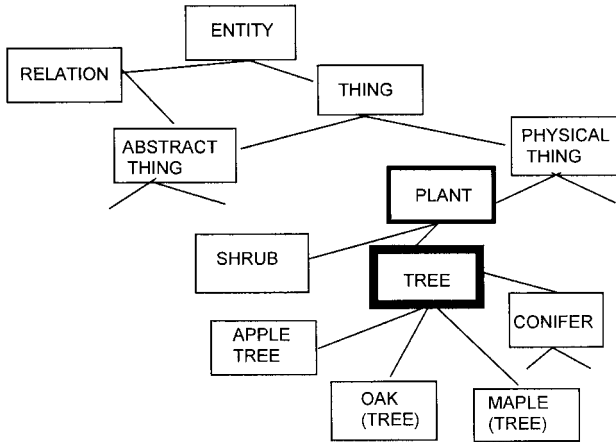 ENTITY
RELATION
THING
ABSTRACT
THING
PHYSICAL
THING
PLANT
SHRUB
TREE
APPLE
TREE
CONIFER
OAK
(TREE)
MAPLE
(TREE)